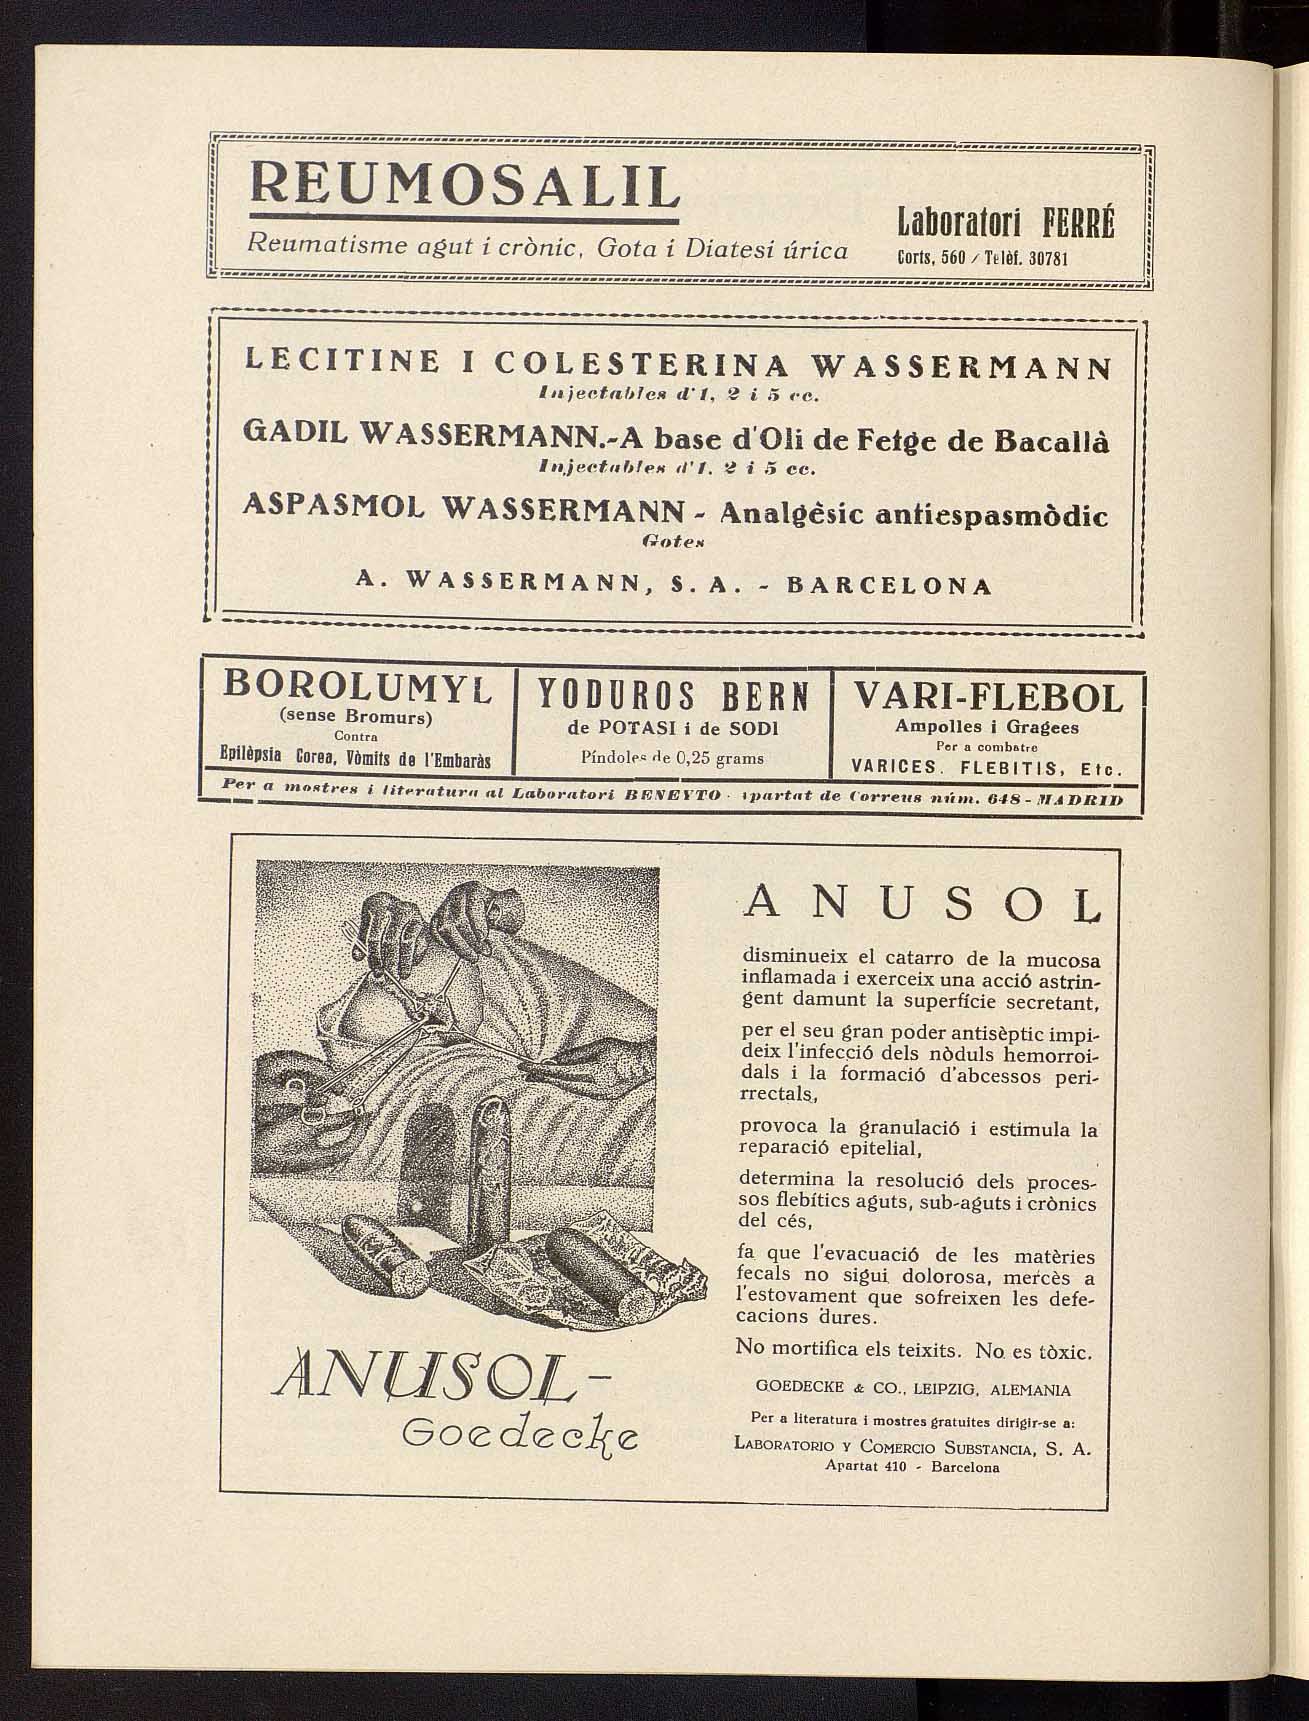 REUMOSALIL
Reumatisme agut i crònic, Gota i Diatesi úrica
Laboratori FERRÉ
Corts, 560 / Telèf. 30781
LECITINE I COLESTERINA WASSERMANN
Injectables d'1, 2 i 5 cc.
GADIL WASSERMANN.-A base d'Oli de Fetge de Bacallà
Injectables d'1, 2 i 5 cc.
ASPASMOL WASSERMANN - Analgèsic antiespasmòdic
Gotes
A. WASSERMANN, S. A. - BARCELONA
BOROLUMYL
(sense Bromurs)
Contra
Epilèpsia Corea, Vòmits de l'Embaràs
YODUROS BERN
de POTASI i de SODI
Píndoles de 0,25 grams
VARI-FLEBOL
Ampolles i Gragees
Per a combatre
VARICES, FLEBITIS, Etc.
Per a mostres i literatura al Laboratori BENEYTO - apartat de Correus núm. 648 - MADRID
ANUSOL
disminueix el catarro de la mucosa
inflamada i exerceix una acció astrin-
gent damunt la superfície secretant,
per el seu gran poder antisèptic impi-
deix l'infecció dels nòduls hemorroi-
dals i la formació d'abcessos peri-
rrectals,
provoca la granulació i estimula la
reparació epitelial,
determina la resolució dels proces-
sos flebítics aguts, sub-aguts i crònics
del cés,
fa que l'evacuació de les matèries
fecals no sigui dolorosa, mercès a
l'estovament que sofreixen les defe-
cacions dures.
No mortifica els teixits. No es tòxic.
GOEDECKE & CO., LEIPZIG, ALEMANIA
Per a literatura i mostres gratuites dirigir-se a:
LABORATORIO Y COMERCIO SUBSTANCIA, S. A.
Apartat 410 - Barcelona
ANUSOL-
Goedecke